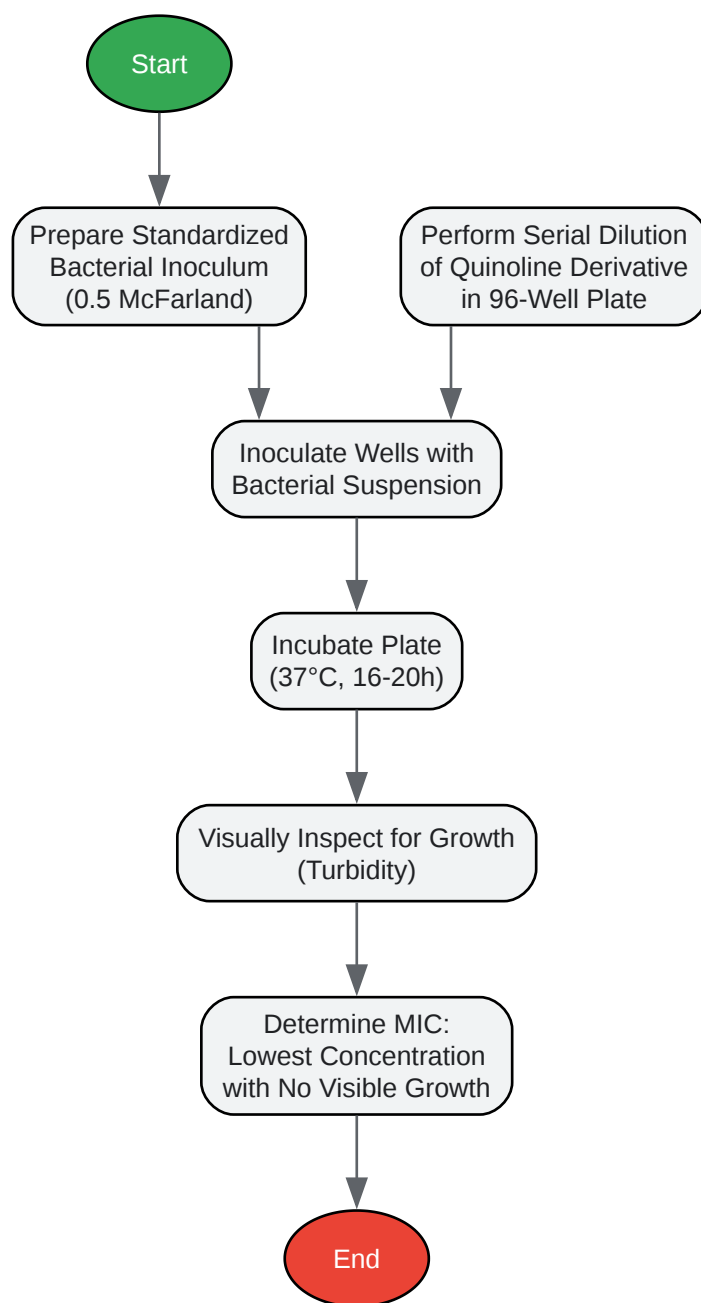 Start
Prepare Standardized
Bacterial Inoculum
(0.5 McFarland)
Perform Serial Dilution
of Quinoline Derivative
in 96-Well Plate
Inoculate Wells with
Bacterial Suspension
Incubate Plate
(37°C, 16-20h)
Visually Inspect for Growth
(Turbidity)
Determine MIC:
Lowest Concentration
with No Visible Growth
End